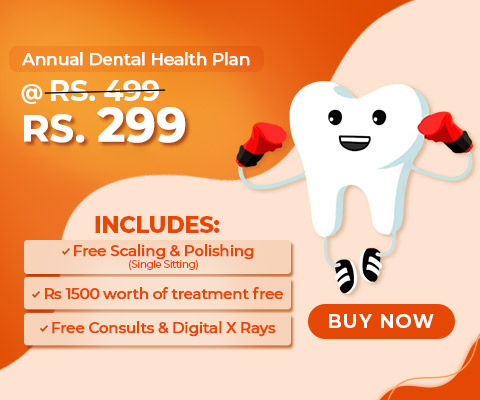 Annual Dental Health Plan
@ RS. 499
RS. 299
INCLUDES:
✓ Free Scaling & Polishing
(Single Sitting)
✓ Rs 1500 worth of treatment free
✓ Free Consults & Digital X Rays
BUY NOW